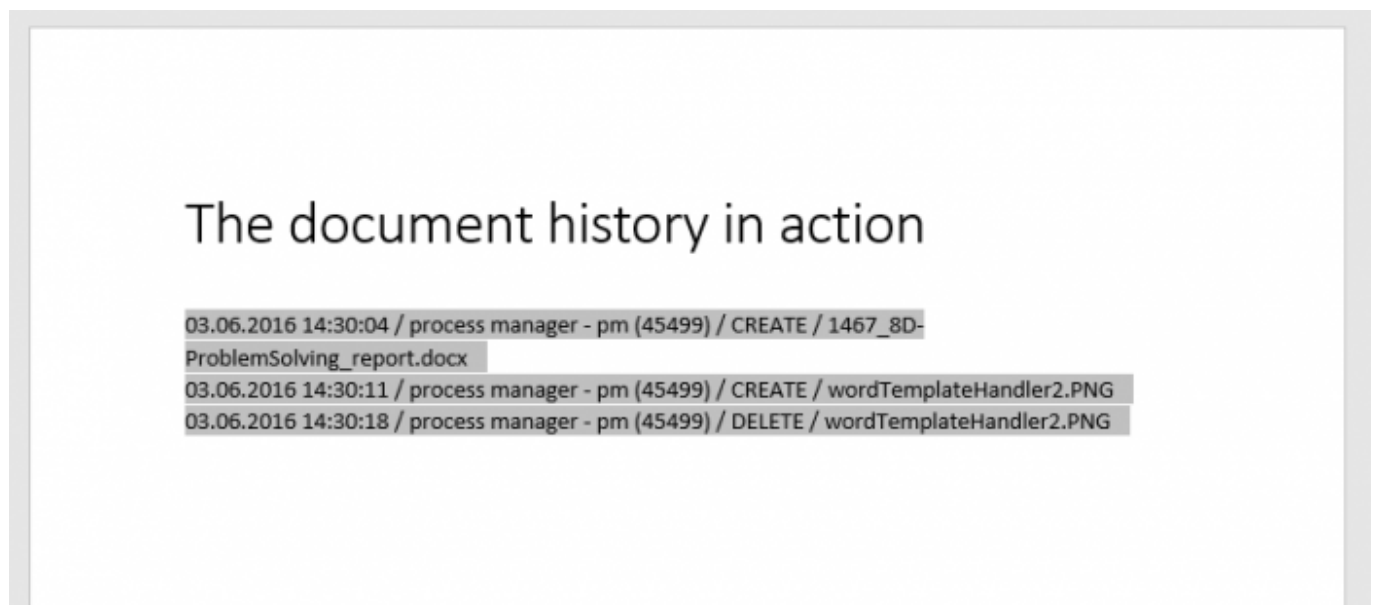 The document history in action
03.06.2016 14:30:04 / process manager - pm (45499) / CREATE / 1467_8D-
ProblemSolving_report.docx
03.06.2016 14:30:11 / process manager - pm (45499) / CREATE / wordTemplateHandler2.PNG
03.06.2016 14:30:18 / process manager - pm (45499) / DELETE / wordTemplateHandler2.PNG